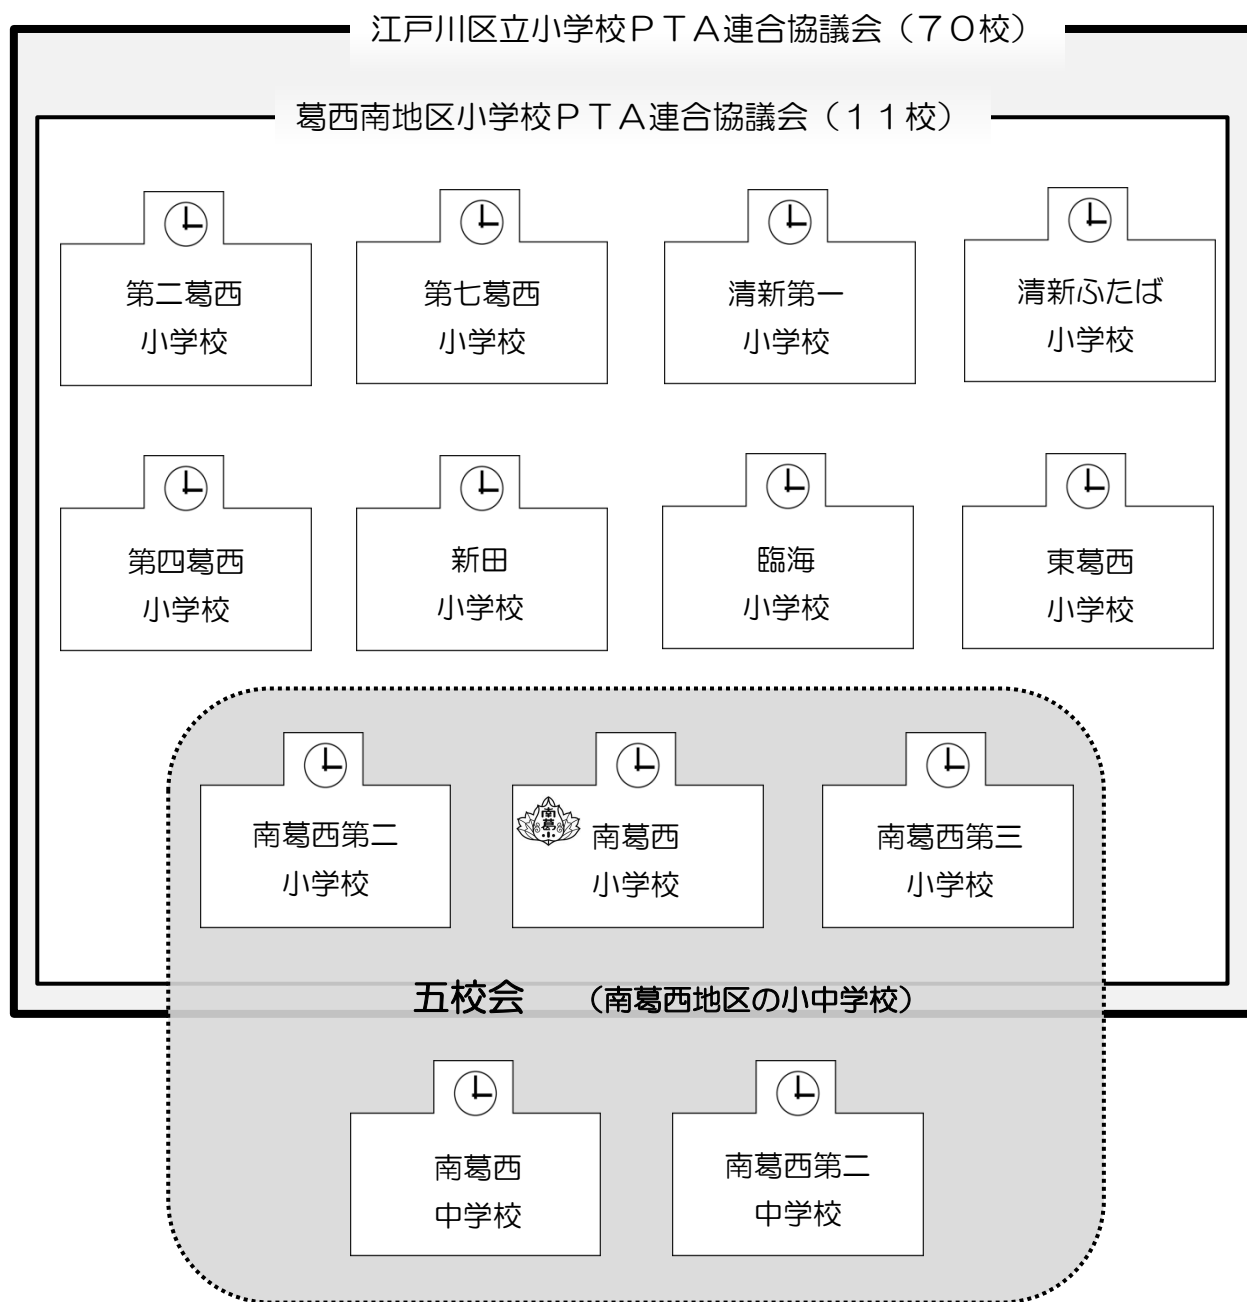 江戸川区立小学校ＰＴＡ連合協議会（７０校）
葛西南地区小学校ＰＴＡ連合協議会（１１校）
第二葛西
小学校
第七葛西
小学校
清新第一
小学校
清新ふたば
小学校
第四葛西
小学校
新田
小学校
臨海
小学校
東葛西
小学校
南葛西第二
小学校
南葛小
南葛西
小学校
南葛西第三
小学校
五校会　（南葛西地区の小中学校）
南葛西
中学校
南葛西第二
中学校